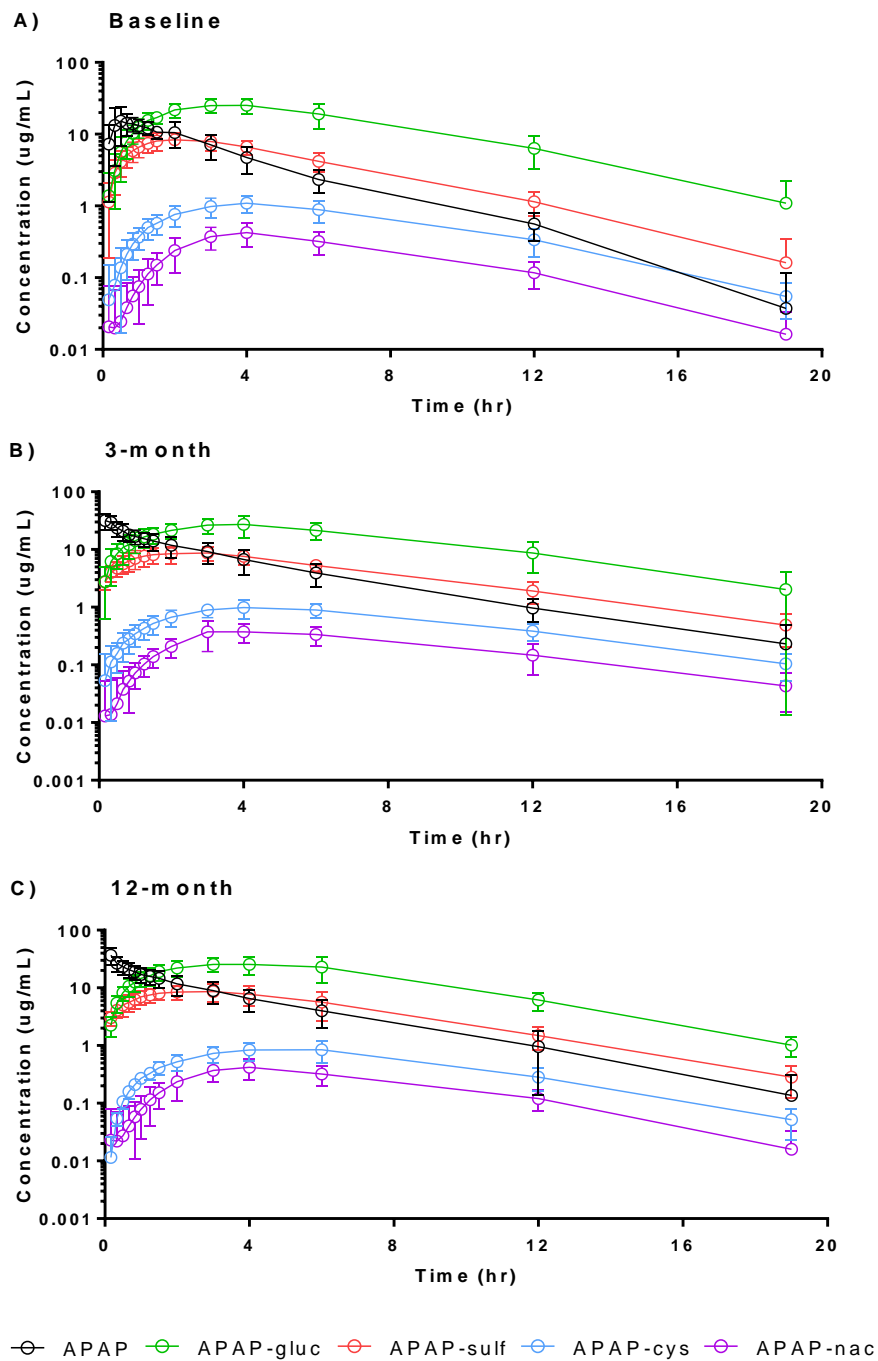 A) Baseline
Concentration (ug/mL)
100
10
1
0.1
0.01
0 4 8 12 16 20
Time (hr)
B) 3-month
Concentration (ug/mL)
100
10
1
0.1
0.01
0.001
0 4 8 12 16 20
Time (hr)
C) 12-month
Concentration (ug/mL)
100
10
1
0.1
0.01
0.001
0 4 8 12 16 20
Time (hr)
APAP APAP-gluc APAP-sulf APAP-cys APAP-nac